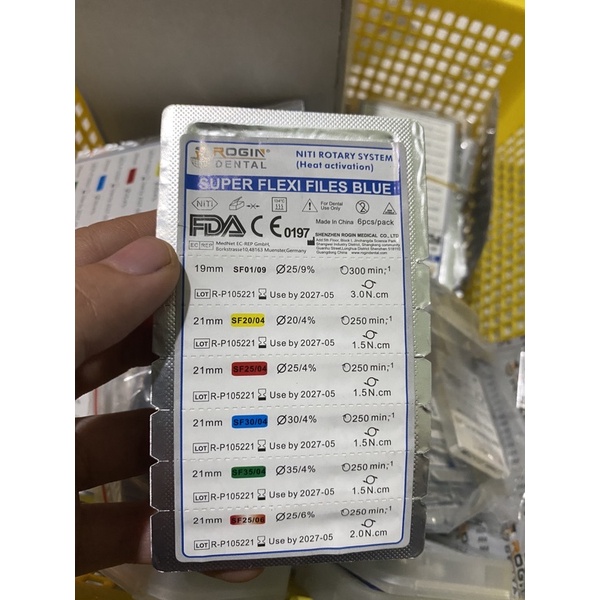 ROGIN®
DENTAL
NITI ROTARY SYSTEM
(Heat activation)
SUPER FLEXI FILES BLUE
NiTi
For Dental
Use Only
Made in China 6pcs/pack
FDA CE 0197
EC REP MedNet EC-REP GmbH,
Borkstrasse10,48163 Muenster,Germany
SHENZHEN ROGIN MEDICAL CO., LTD
19mm SF01/09 Ø25/9% 300 min;-1
LOT R-P105221 Use by 2027-05 3.0N.cm
21mm SF20/04 Ø20/4% 250 min;-1
LOT R-P105221 Use by 2027-05 1.5N.cm
21mm SF25/04 Ø25/4% 250 min;-1
LOT R-P105221 Use by 2027-05 1.5N.cm
21mm SF30/04 Ø30/4% 250 min;-1
LOT R-P105221 Use by 2027-05 1.5N.cm
21mm SF35/04 Ø35/4% 250 min;-1
LOT R-P105221 Use by 2027-05 1.5N.cm
21mm SF25/06 Ø25/6% 250 min;-1
LOT R-P105221 Use by 2027-05 2.0N.cm